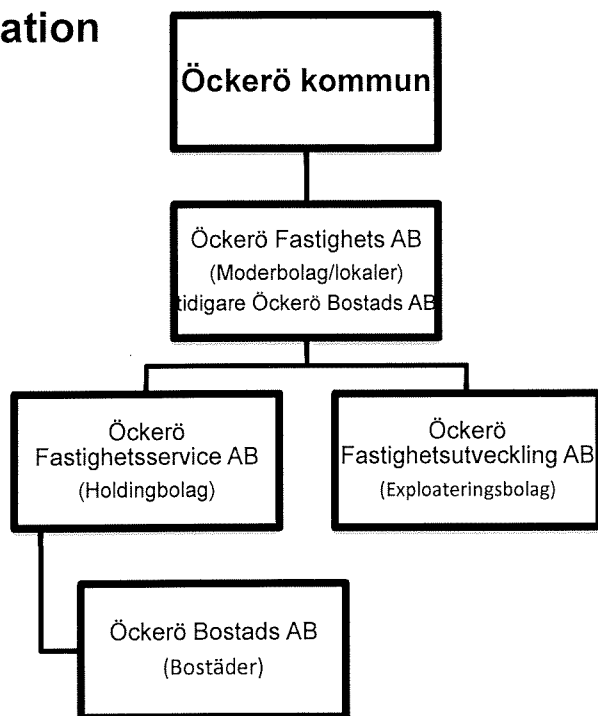 ation
Öckerö kommun
Öckerö Fastighets AB
(Moderbolag/lokaler)
tidigare Öckerö Bostads AB
Öckerö
Fastighetsservice AB
(Holdingbolag)
Öckerö
Fastighetsutveckling AB
(Exploateringsbolag)
Öckerö Bostads AB
(Bostäder)